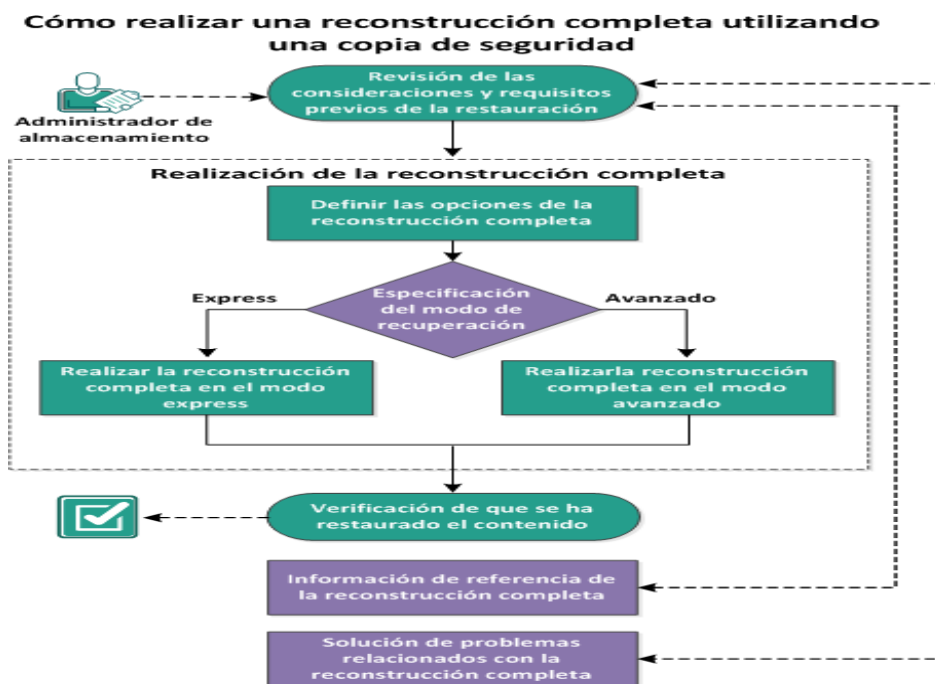 Cómo realizar una reconstrucción completa utilizando
una copia de seguridad
Revisión de las
consideraciones y requisitos
previos de la restauración
Administrador de
almacenamiento
Realización de la reconstrucción completa
Definir las opciones de la
reconstrucción completa
Especificación
del modo de
recuperación
Express
Avanzado
Realizar la reconstrucción
completa en el modo
express
Realizarla reconstrucción
completa en el modo
avanzado
Verificación de que se ha
restaurado el contenido
Información de referencia de
la reconstrucción completa
Solución de problemas
relacionados con la
reconstrucción completa